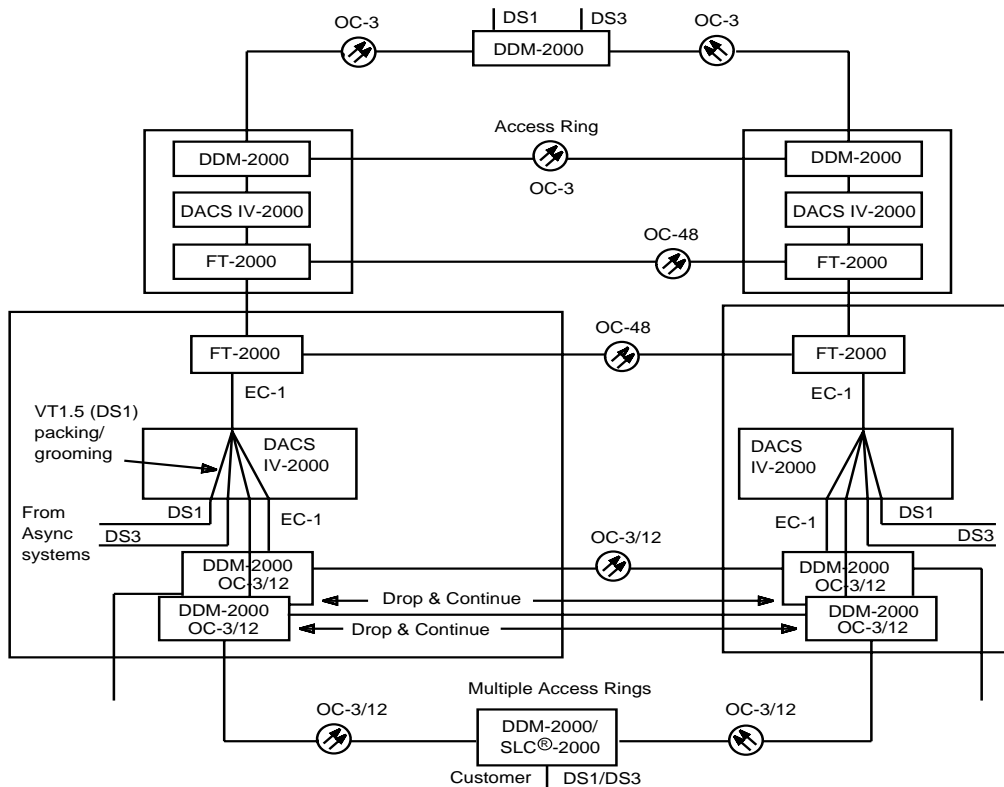 OC-3
DS1
DS3
OC-3
DDM-2000
Access Ring
DDM-2000
DDM-2000
OC-3
DACS IV-2000
DACS IV-2000
OC-48
FT-2000
FT-2000
OC-48
FT-2000
FT-2000
EC-1
EC-1
VT1.5 (DS1)
packing/
grooming
DACS
IV-2000
DACS
IV-2000
From
Async
systems
DS1
DS3
EC-1
EC-1
DS1
DS3
OC-3/12
DDM-2000
OC-3/12
DDM-2000
OC-3/12
Drop & Continue
DDM-2000
OC-3/12
DDM-2000
OC-3/12
Drop & Continue
Multiple Access Rings
OC-3/12
OC-3/12
DDM-2000/
SLC®-2000
Customer
DS1/DS3